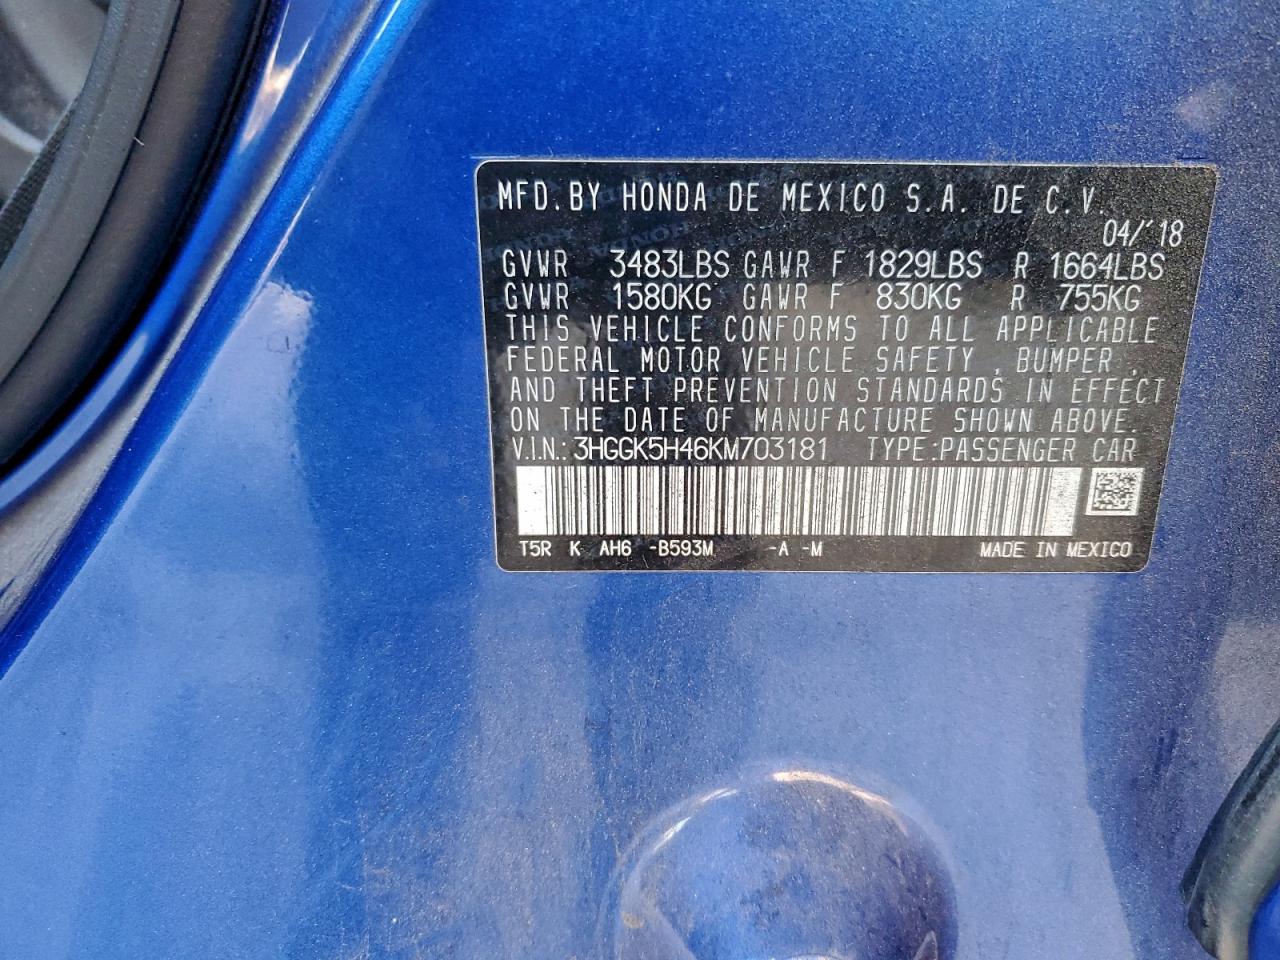 MFD. BY HONDA DE MEXICO S.A. DE C.V.
04/'18
GVWR 3483LBS GAWR F 1829LBS R 1664LBS
GVWR 1580KG GAWR F 830KG R 755KG
THIS VEHICLE CONFORMS TO ALL APPLICABLE
FEDERAL MOTOR VEHICLE SAFETY, BUMPER,
AND THEFT PREVENTION STANDARDS IN EFFECT
ON THE DATE OF MANUFACTURE SHOWN ABOVE.
V.I.N.: 3HGGK5H46KM703181 TYPE:PASSENGER CAR
T5R K AH6 -B593M -A -M MADE IN MEXICO